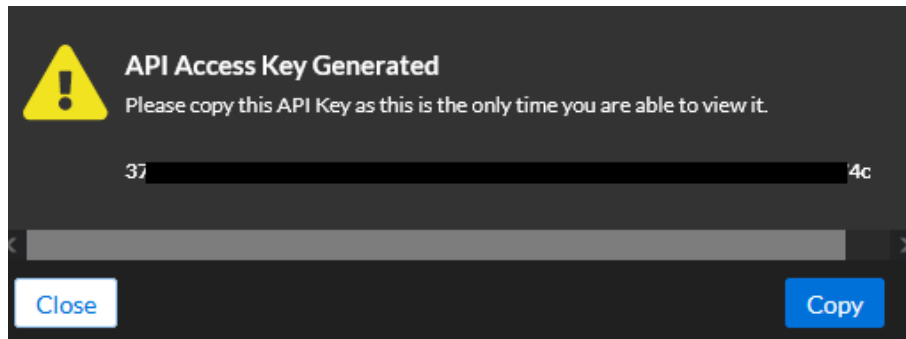 API Access Key Generated
Please copy this API Key as this is the only time you are able to view it.
37 4c
Close
Copy